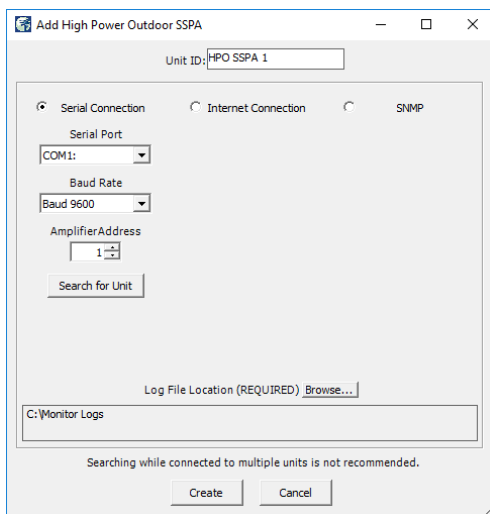 Add High Power Outdoor SSPA
Unit ID: HPO SSPA 1
Serial Connection Internet Connection SNMP
Serial Port
COM1:
Baud Rate
Baud 9600
AmplifierAddress
1
Search for Unit
Log File Location (REQUIRED) Browse...
C:\Monitor Logs
Searching while connected to multiple units is not recommended.
Create Cancel